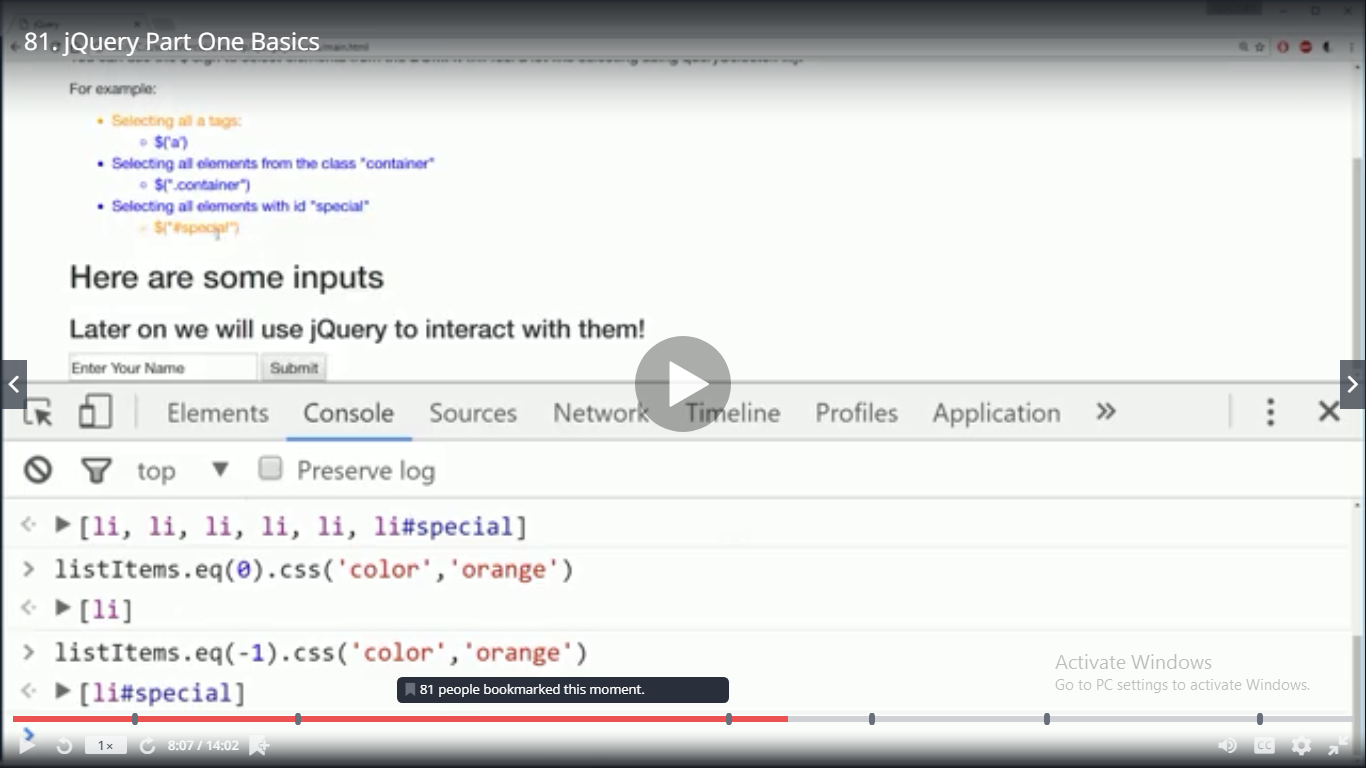 81. jQuery Part One Basics
For example:
Selecting all a tags:
$('a')
Selecting all elements from the class "container"
$(".container")
Selecting all elements with id "special"
$("#special")
Here are some inputs
Later on we will use jQuery to interact with them!
Enter Your Name Submit
Elements Console Sources Network Timeline Profiles Application »
top ▼ Preserve log
[li, li, li, li, li, li#special]
> listItems.eq(0).css('color','orange')
[li]
> listItems.eq(-1).css('color','orange')
[li#special]
81 people bookmarked this moment.
Activate Windows
Go to PC settings to activate Windows.
1x 8:07 / 14:02 CC